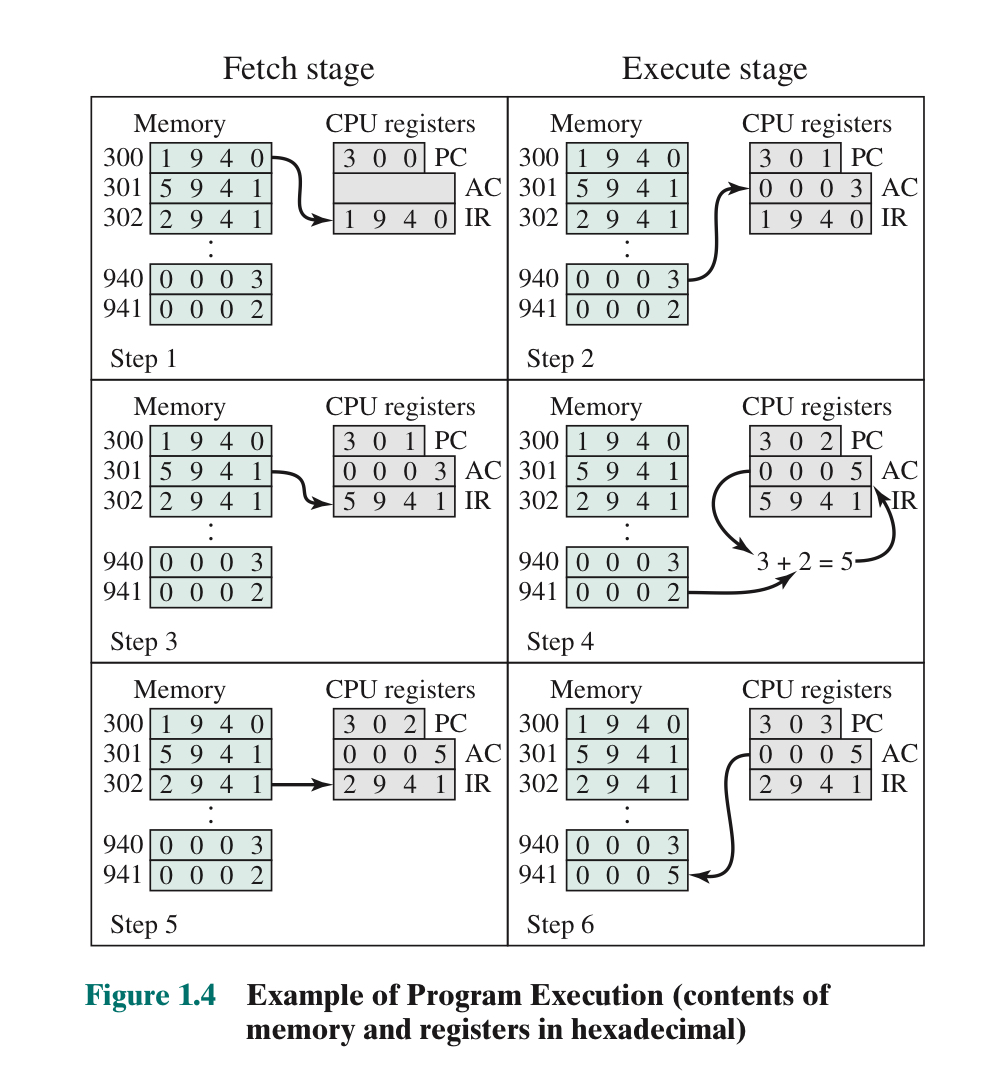 Fetch stage
Execute stage
Memory
CPU registers
300 1 9 4 0
3 0 0 PC
301 5 9 4 1
AC
302 2 9 4 1
1 9 4 0 IR
:
940 0 0 0 3
941 0 0 0 2
Step 1
Memory
CPU registers
300 1 9 4 0
3 0 1 PC
301 5 9 4 1
0 0 0 3 AC
302 2 9 4 1
1 9 4 0 IR
:
940 0 0 0 3
941 0 0 0 2
Step 2
Memory
CPU registers
300 1 9 4 0
3 0 1 PC
301 5 9 4 1
0 0 0 3 AC
302 2 9 4 1
5 9 4 1 IR
:
940 0 0 0 3
941 0 0 0 2
Step 3
Memory
CPU registers
300 1 9 4 0
3 0 2 PC
301 5 9 4 1
0 0 0 5 AC
302 2 9 4 1
5 9 4 1 IR
:
940 0 0 0 3
3 + 2 = 5
941 0 0 0 2
Step 4
Memory
CPU registers
300 1 9 4 0
3 0 2 PC
301 5 9 4 1
0 0 0 5 AC
302 2 9 4 1
2 9 4 1 IR
:
940 0 0 0 3
941 0 0 0 2
Step 5
Memory
CPU registers
300 1 9 4 0
3 0 3 PC
301 5 9 4 1
0 0 0 5 AC
302 2 9 4 1
2 9 4 1 IR
:
940 0 0 0 3
941 0 0 0 5
Step 6
Figure 1.4 Example of Program Execution (contents of
memory and registers in hexadecimal)